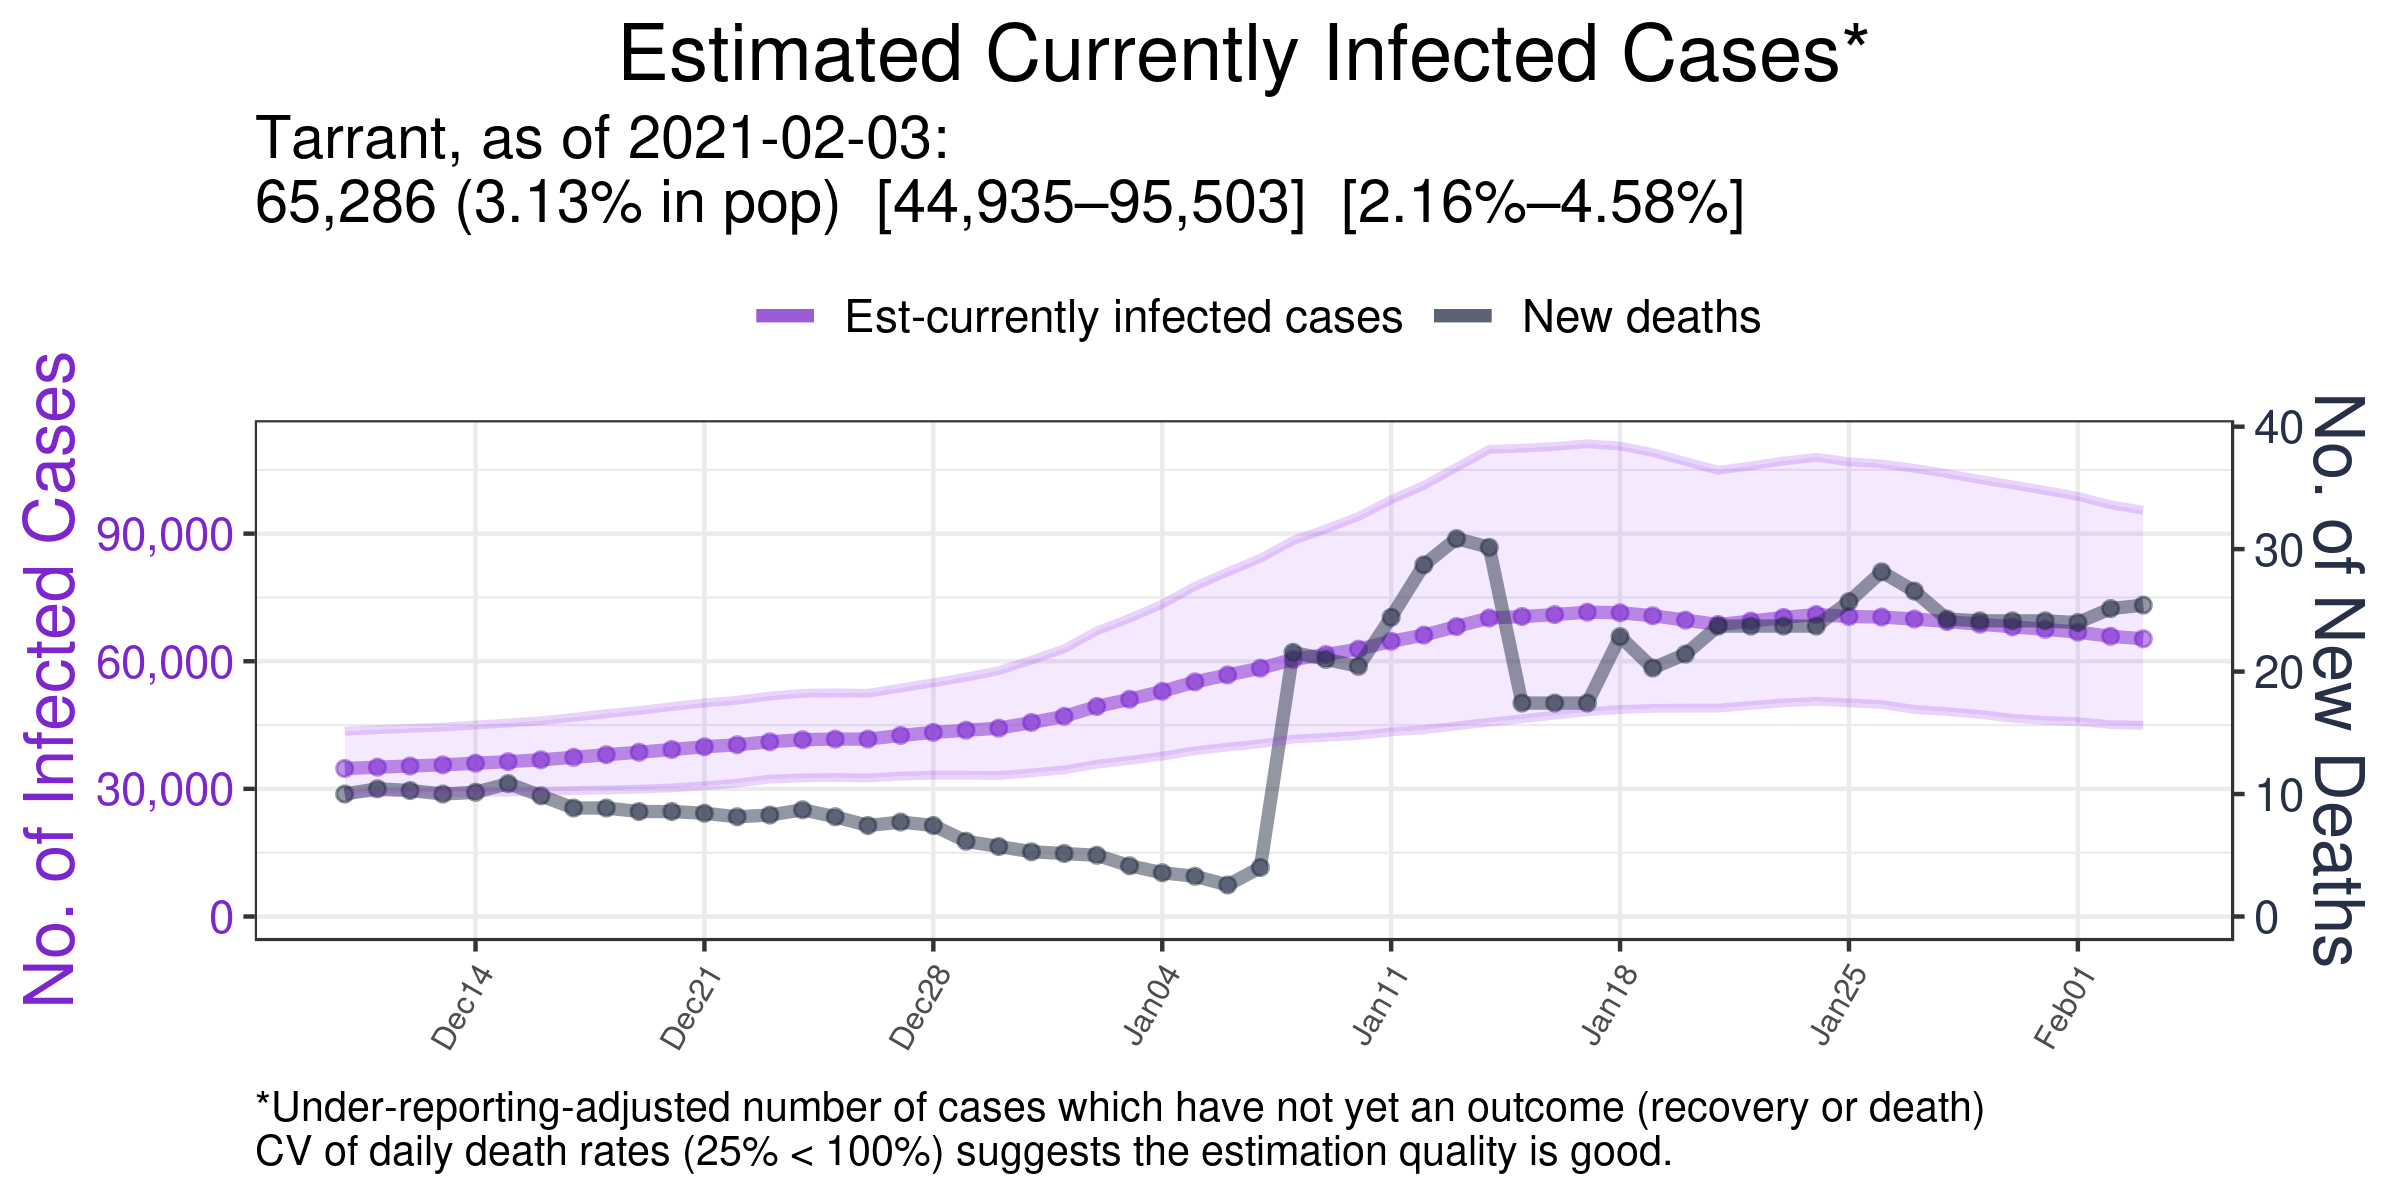 Estimated Currently Infected Cases*
Tarrant, as of 2021-02-03:
65,286 (3.13% in pop)  [44,935–95,503]  [2.16%–4.58%]
Est-currently infected cases
New deaths
No. of Infected Cases
90,000
60,000
30,000
0
40
30
20
10
0
No. of New Deaths
Dec14
Dec21
Dec28
Jan04
Jan11
Jan18
Jan25
Feb01
*Under-reporting-adjusted number of cases which have not yet an outcome (recovery or death)
CV of daily death rates (25% < 100%) suggests the estimation quality is good.